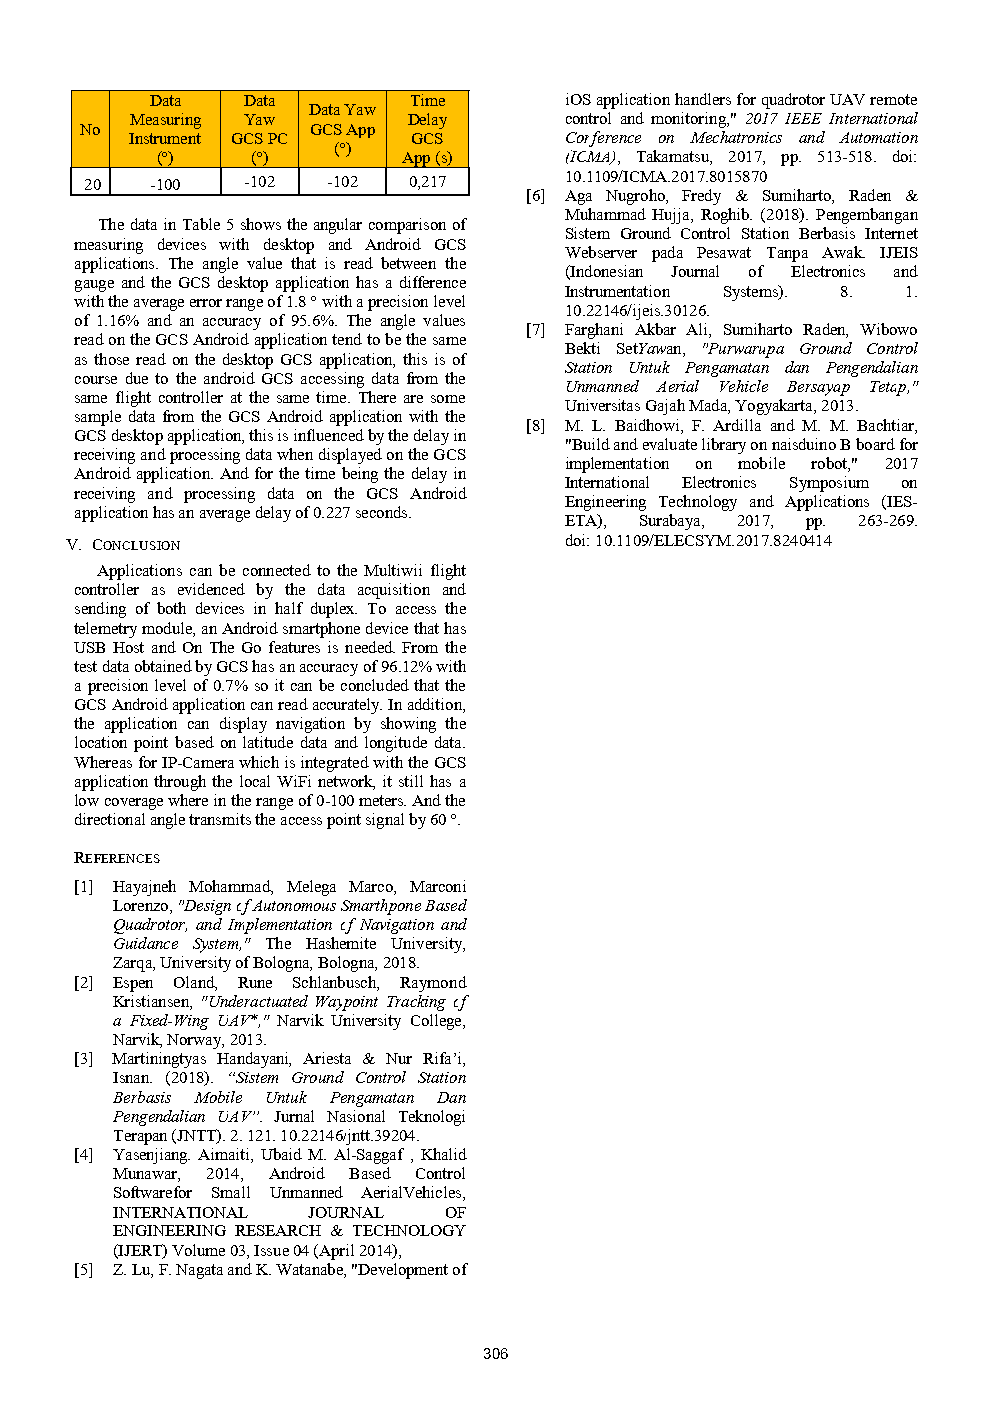 No
Data
Measuring
Instrument
(°)
Data
Yaw
GCS PC
(°)
Data Yaw
GCS App
(°)
Time
Delay
GCS
App (s)
20 -100 -102 -102 0,217
The data in Table 5 shows the angular comparison of
measuring devices with desktop and Android GCS
applications. The angle value that is read between the
gauge and the GCS desktop application has a difference
with the average error range of 1.8 ° with a precision level
of 1.16% and an accuracy of 95.6%. The angle values
read on the GCS Android application tend to be the same
as those read on the desktop GCS application, this is of
course due to the android GCS accessing data from the
same flight controller at the same time. There are some
sample data from the GCS Android application with the
GCS desktop application, this is influenced by the delay in
receiving and processing data when displayed on the GCS
Android application. And for the time being the delay in
receiving and processing data on the GCS Android
application has an average delay of 0.227 seconds.
V. CONCLUSION
Applications can be connected to the Multiwii flight
controller as evidenced by the data acquisition and
sending of both devices in half duplex. To access the
telemetry module, an Android smartphone device that has
USB Host and On The Go features is needed. From the
test data obtained by GCS has an accuracy of 96.12% with
a precision level of 0.7% so it can be concluded that the
GCS Android application can read accurately. In addition,
the application can display navigation by showing the
location point based on latitude data and longitude data.
Whereas for IP-Camera which is integrated with the GCS
application through the local WiFi network, it still has a
low coverage where in the range of 0-100 meters. And the
directional angle transmits the access point signal by 60 °.
REFERENCES
[1] Hayajneh Mohammad, Melega Marco, Marconi
Lorenzo, "Design of Autonomous Smarthpone Based
Quadrotor, and Implementation of Navigation and
Guidance System," The Hashemite University,
Zarqa, University of Bologna, Bologna, 2018.
[2] Espen Oland, Rune Schlanbusch, Raymond
Kristiansen, "Underactuated Waypoint Tracking of
a Fixed-Wing UAV*," Narvik University College,
Narvik, Norway, 2013.
[3] Martiningtyas Handayani, Ariesta & Nur Rifa’i,
Isnan. (2018). “Sistem Ground Control Station
Berbasis Mobile Untuk Pengamatan Dan
Pengendalian UAV”. Jurnal Nasional Teknologi
Terapan (JNTT). 2. 121. 10.22146/jntt.39204.
[4] Yasenjiang. Aimaiti, Ubaid M. Al-Saggaf , Khalid
Munawar, 2014, Android Based Control
Softwarefor Small Unmanned AerialVehicles,
INTERNATIONAL JOURNAL OF
ENGINEERING RESEARCH & TECHNOLOGY
(IJERT) Volume 03, Issue 04 (April 2014),
[5] Z. Lu, F. Nagata and K. Watanabe, "Development of
iOS application handlers for quadrotor UAV remote
control and monitoring," 2017 IEEE International
Conference on Mechatronics and Automation
(ICMA), Takamatsu, 2017, pp. 513-518. doi:
10.1109/ICMA.2017.8015870
[6] Aga Nugroho, Fredy & Sumiharto, Raden &
Muhammad Hujja, Roghib. (2018). Pengembangan
Sistem Ground Control Station Berbasis Internet
Webserver pada Pesawat Tanpa Awak. IJEIS
(Indonesian Journal of Electronics and
Instrumentation Systems). 8. 1.
10.22146/ijeis.30126.
[7] Farghani Akbar Ali, Sumiharto Raden, Wibowo
Bekti SetYawan, "Purwarupa Ground Control
Station Untuk Pengamatan dan Pengendalian
Unmanned Aerial Vehicle Bersayap Tetap,"
Universitas Gajah Mada, Yogyakarta, 2013.
[8] M. L. Baidhowi, F. Ardilla and M. M. Bachtiar,
"Build and evaluate library on naisduino B board for
implementation on mobile robot," 2017
International Electronics Symposium on
Engineering Technology and Applications (IES-
ETA), Surabaya, 2017, pp. 263-269.
doi: 10.1109/ELECSYM.2017.8240414
306